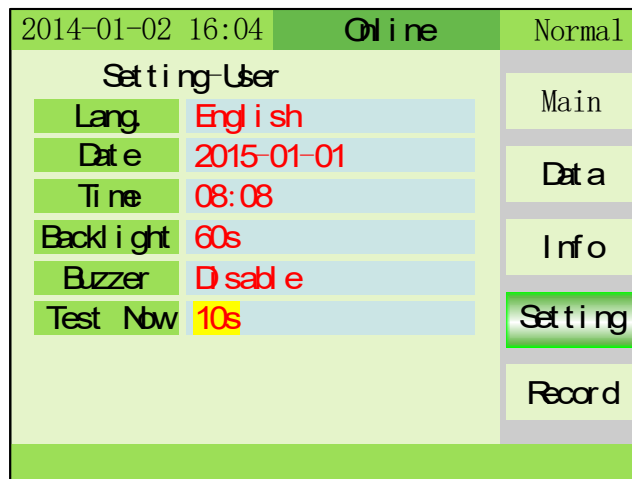 2014-01-02 16:04 Online Normal
Setting-User
Lang. English
Date 2015-01-01
Time 08:08
Backlight 60s
Buzzer Disable
Test Now 10s
Main
Data
Info
Setting
Record